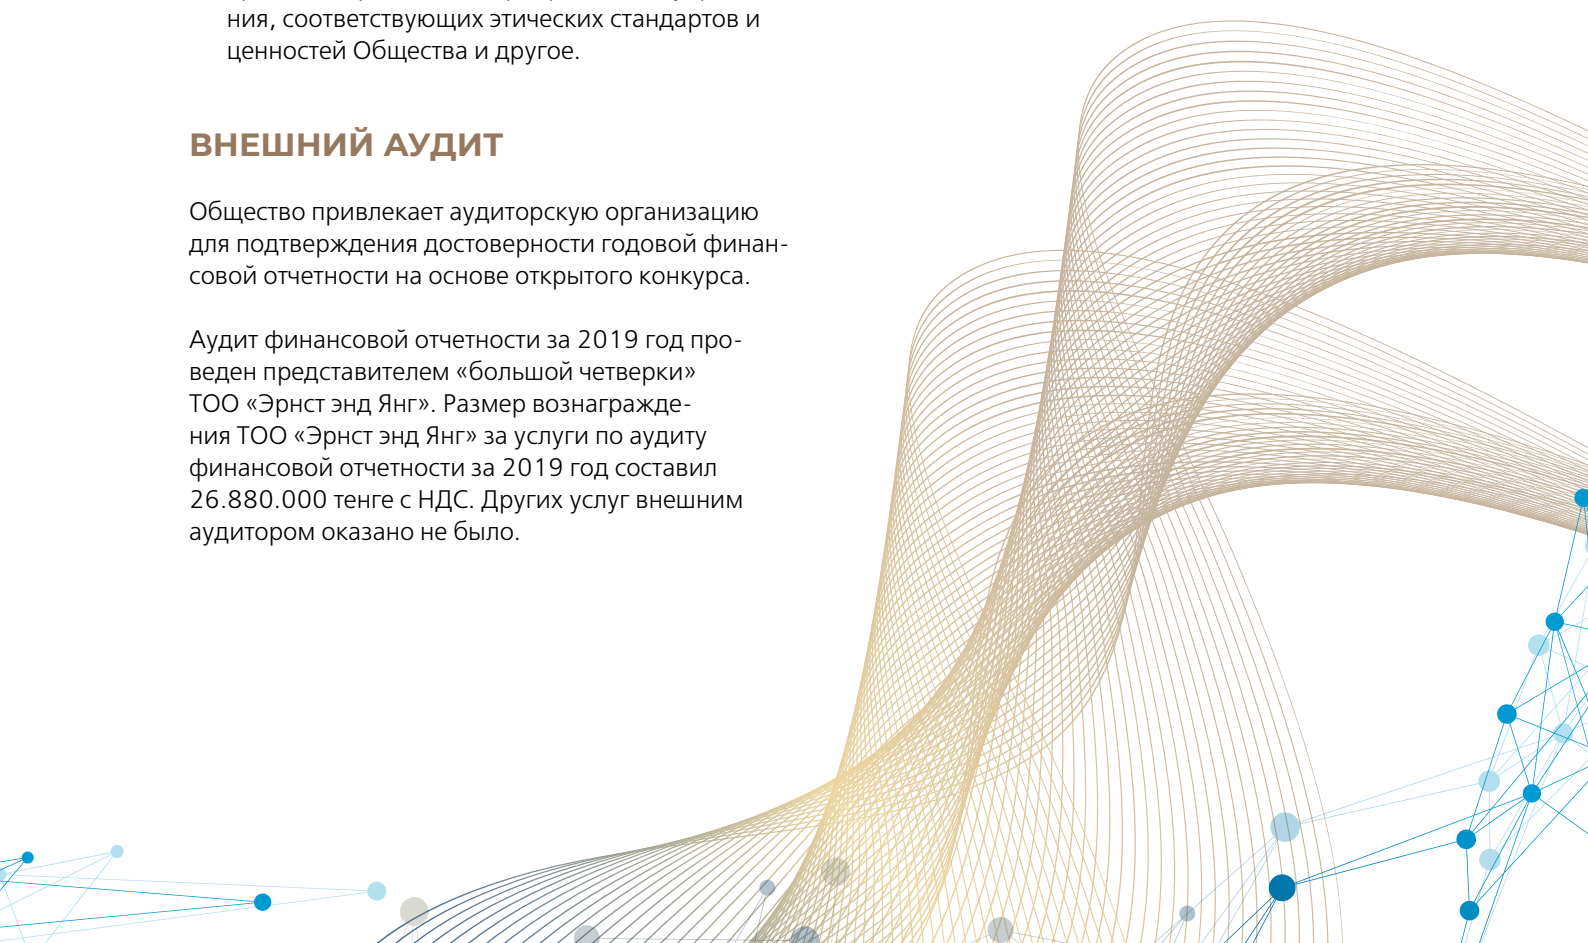 ния, соответствующих этических стандартов и
ценностей Общества и другое.
ВНЕШНИЙ АУДИТ
Общество привлекает аудиторскую организацию
для подтверждения достоверности годовой финан-
совой отчетности на основе открытого конкурса.
Аудит финансовой отчетности за 2019 год про-
веден представителем «большой четверки»
ТОО «Эрнст энд Янг». Размер вознагражде-
ния ТОО «Эрнст энд Янг» за услуги по аудиту
финансовой отчетности за 2019 год составил
26.880.000 тенге с НДС. Других услуг внешним
аудитором оказано не было.